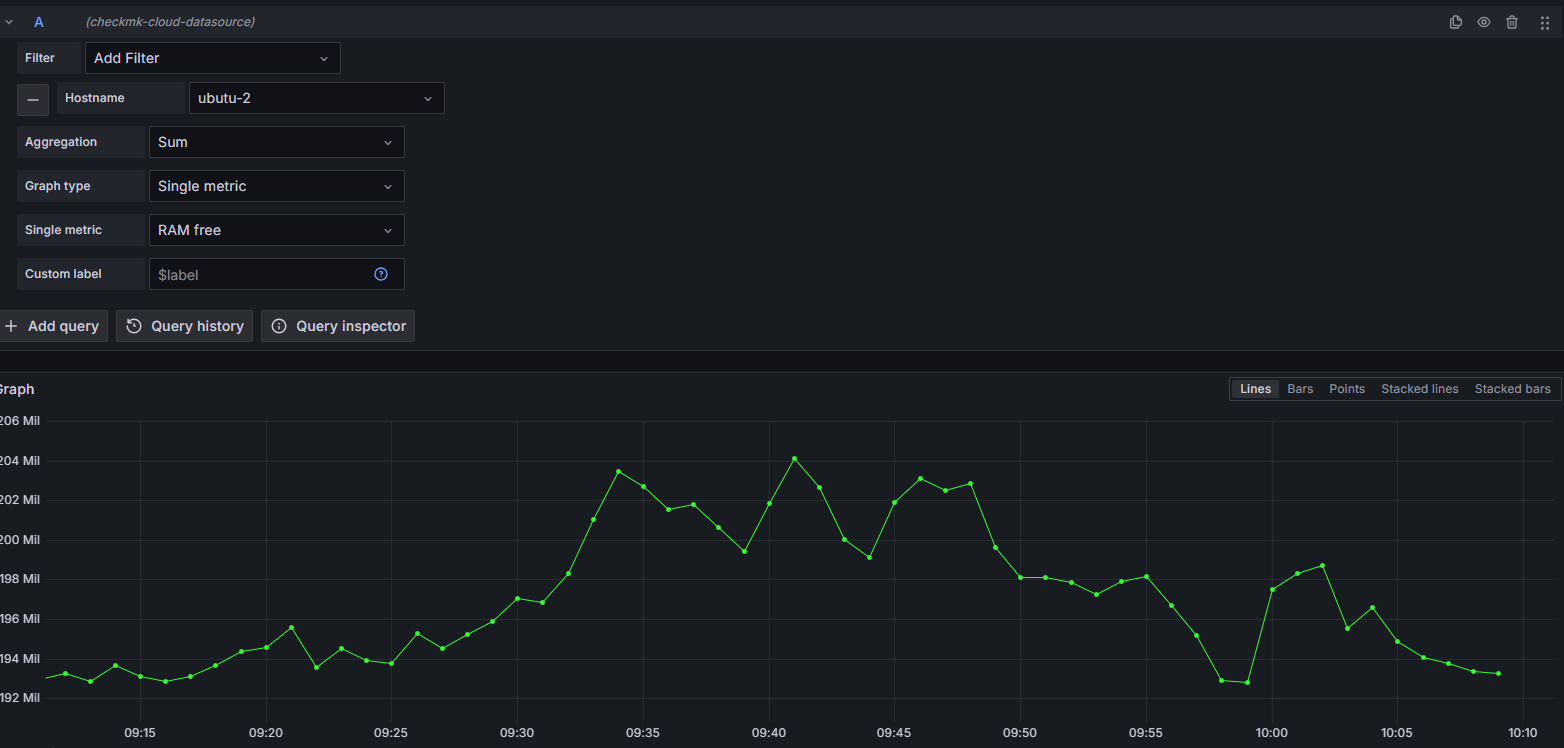 A (checkmk-cloud-datasource)
Filter Add Filter
Hostname ubutu-2
Aggregation Sum
Graph type Single metric
Single metric RAM free
Custom label $label
Add query Query history Query inspector
Graph Lines Bars Points Stacked lines Stacked bars
206 Mil
204 Mil
202 Mil
200 Mil
198 Mil
196 Mil
194 Mil
192 Mil
09:15 09:20 09:25 09:30 09:35 09:40 09:45 09:50 09:55 10:00 10:05 10:10